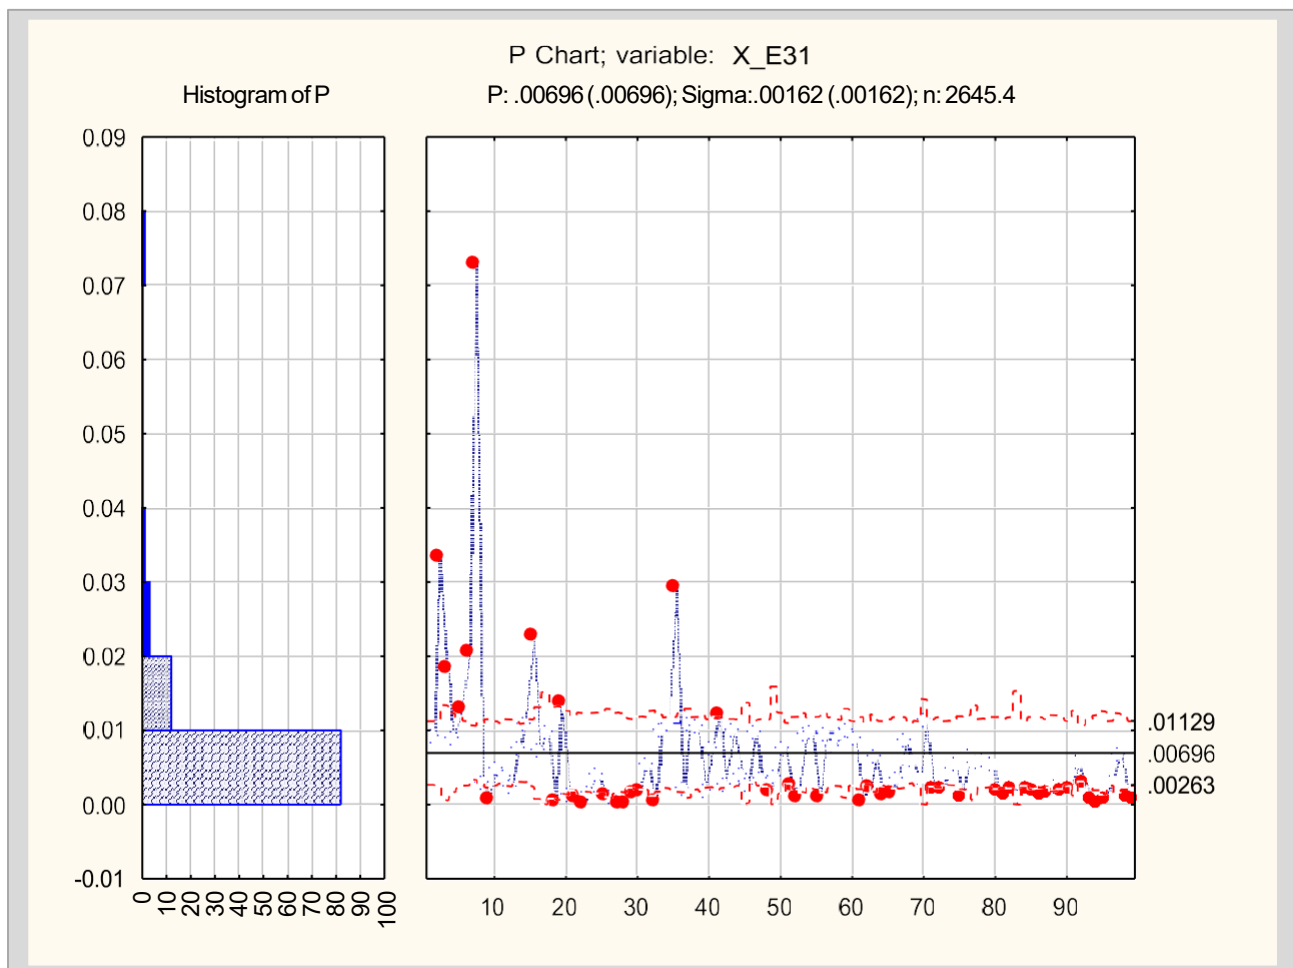 P Chart; variable: X_E31
Histogram of P
P: .00696 (.00696); Sigma:.00162 (.00162); n: 2645.4
0.09
0.08
0.07
0.06
0.05
0.04
0.03
0.02
0.01
0.00
-0.01
0 10 20 30 40 50 60 70 80 90 100
10 20 30 40 50 60 70 80 90
.01129
.00696
.00263